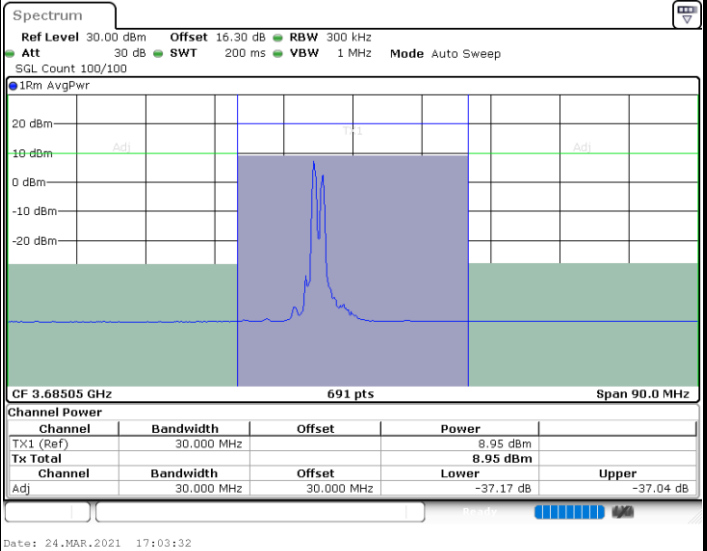 Spectrum
Ref Level 30.00 dBm Offset 16.30 dB RBW 300 kHz
Att 30 dB SWT 200 ms VBW 1 MHz Mode Auto Sweep
SGL Count 100/100
1Rm AvgPwr
20 dBm
TX1
Adj
Adj
10 dBm
0 dBm
-10 dBm
-20 dBm
CF 3.68505 GHz 691 pts Span 90.0 MHz
Channel Power
Channel Bandwidth Offset Power
TX1 (Ref) 30.000 MHz 8.95 dBm
Tx Total 8.95 dBm
Channel Bandwidth Offset Lower Upper
Adj 30.000 MHz 30.000 MHz -37.17 dB -37.04 dB
Ready
Date: 24.MAR.2021 17:03:32